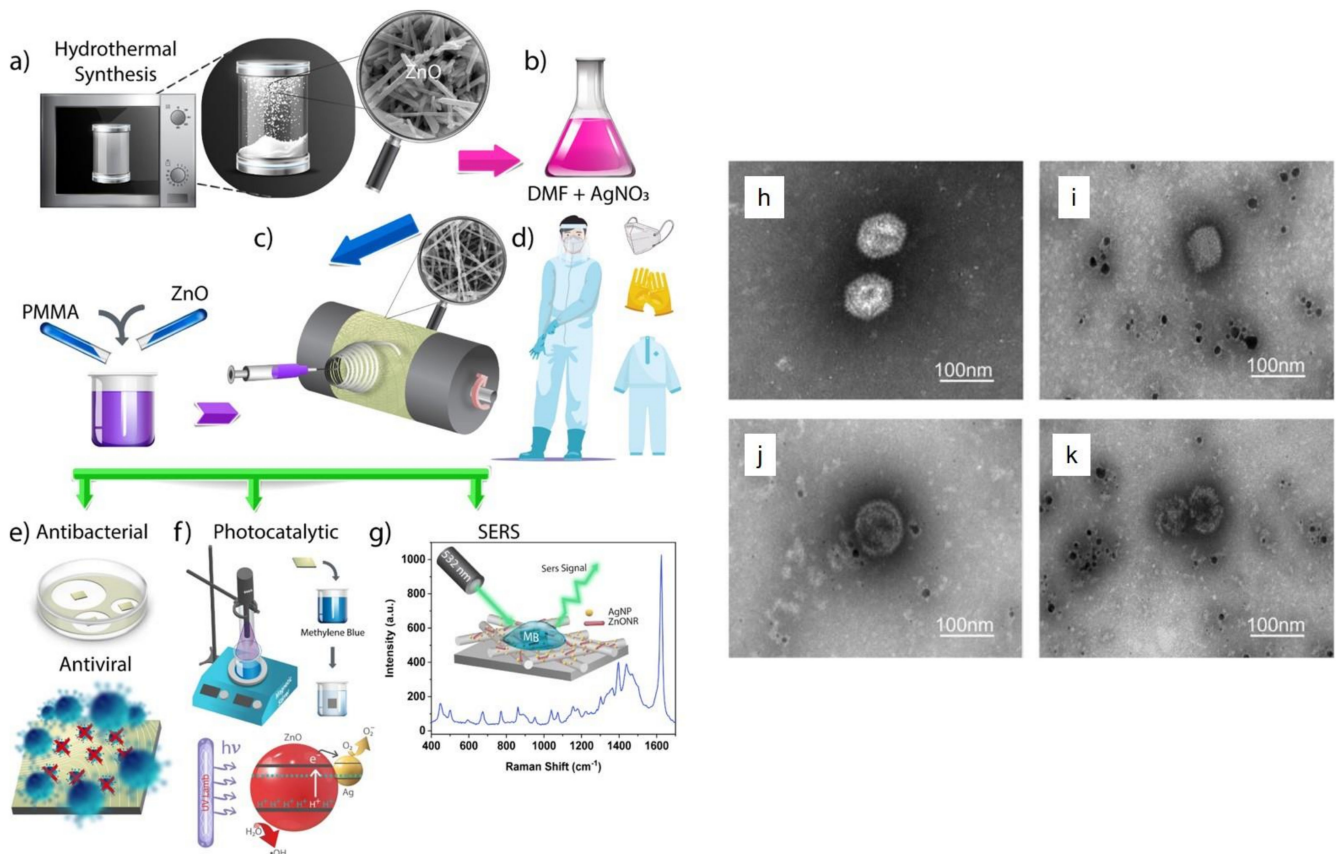 a)
Hydrothermal
Synthesis
ZnO
b)
DMF + AgNO₃
c)
d)
PMMA
ZnO
e) Antibacterial
Antiviral
f) Photocatalytic
Methylene Blue
hν
UV Lamb
ZnO
e⁻
O₂
O₂⁻
Ag
H⁺ H⁺ H⁺ H⁺ H⁺ H⁺
H₂O
•OH
g) SERS
532 nm
Sers Signal
AgNP
ZnONR
MB
Intensity (a.u.)
1000
800
600
400
200
0
400 600 800 1000 1200 1400 1600
Raman Shift (cm⁻¹)
h
100nm
i
100nm
j
100nm
k
100nm